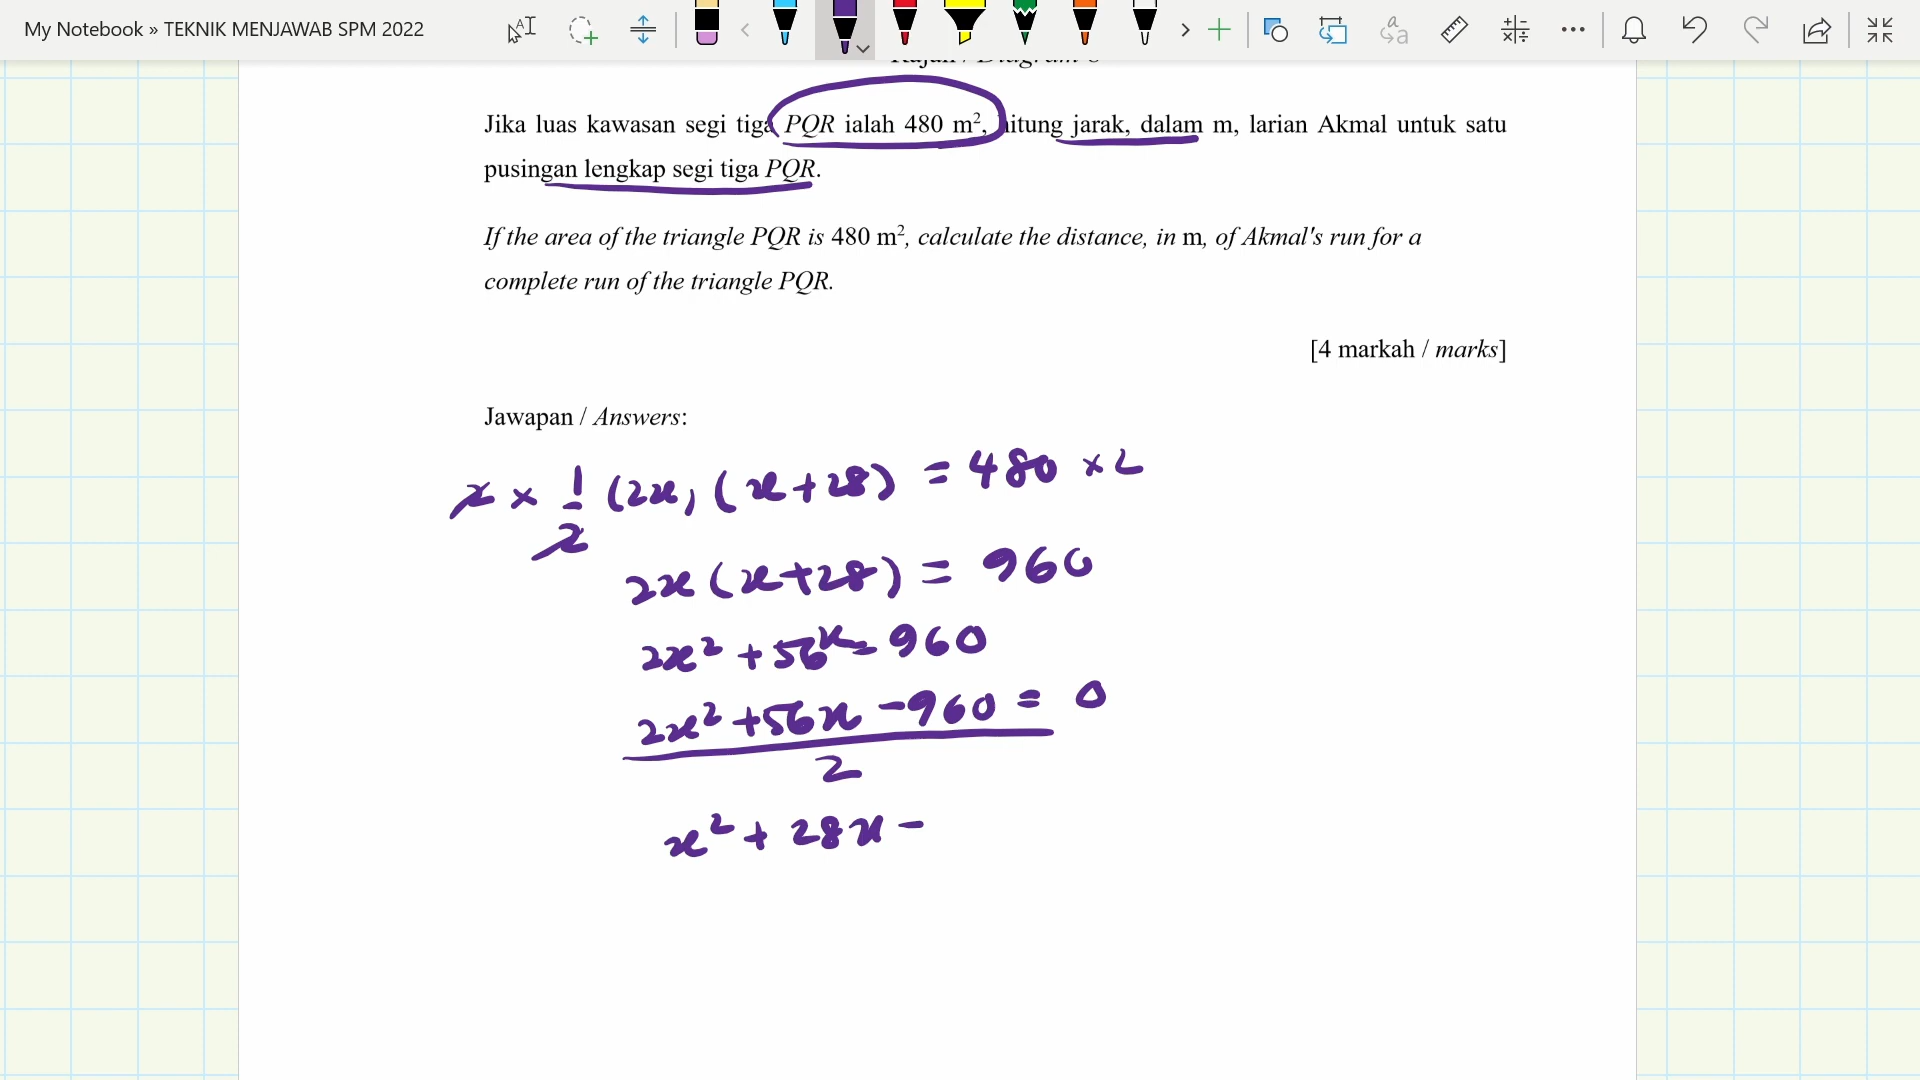 My Notebook » TEKNIK MENJAWAB SPM 2022
Jika luas kawasan segi tiga PQR ialah 480 m², hitung jarak, dalam m, larian Akmal untuk satu
pusingan lengkap segi tiga PQR.
If the area of the triangle PQR is 480 m², calculate the distance, in m, of Akmal's run for a
complete run of the triangle PQR.
[4 markah / marks]
Jawapan / Answers:
2 × 1/2 (2x) (x+28) = 480 × 2
2x (x+28) = 960
2x² + 56x = 960
2x² + 56x - 960 = 0
2
x² + 28x -